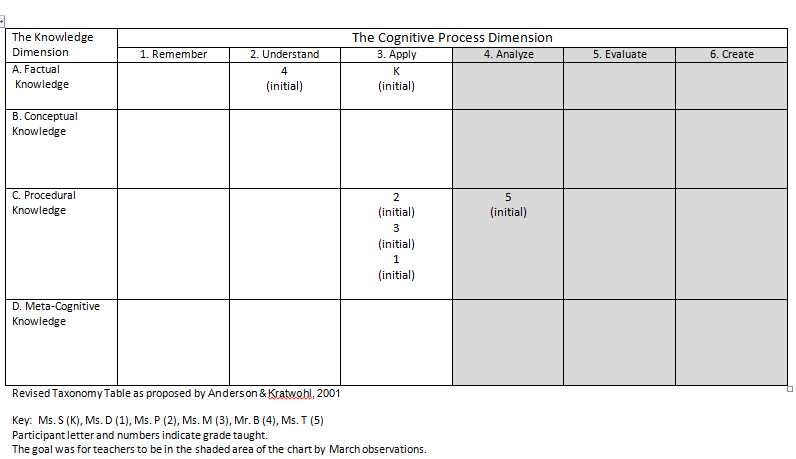 The Knowledge Dimension
The Cognitive Process Dimension
1. Remember
2. Understand
3. Apply
4. Analyze
5. Evaluate
6. Create
A. Factual
Knowledge
4
(initial)
K
(initial)
B. Conceptual
Knowledge
C. Procedural
Knowledge
2
(initial)
3
(initial)
1
(initial)
5
(initial)
D. Meta-Cognitive
Knowledge
Revised Taxonomy Table as proposed by Anderson & Kratwohl, 2001
Key: Ms. S (K), Ms. D (1), Ms. P (2), Ms. M (3), Mr. B (4), Ms. T (5)
Participant letter and numbers indicate grade taught.
The goal was for teachers to be in the shaded area of the chart by March observations.